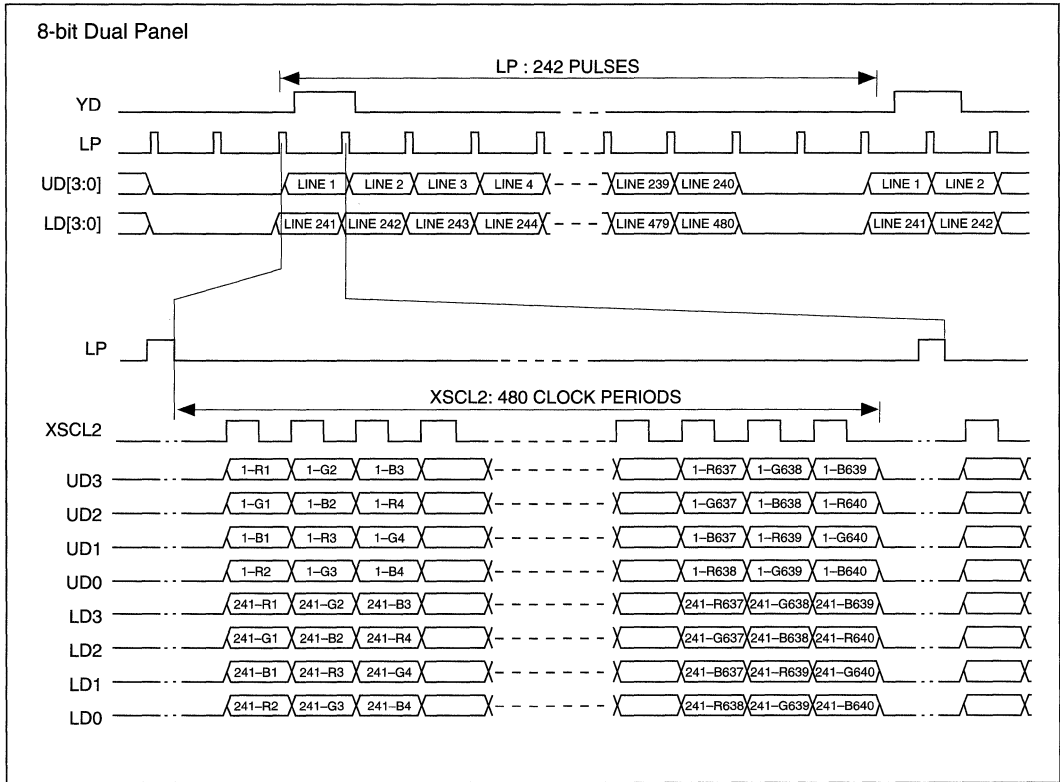 8-bit Dual Panel
LP : 242 PULSES
YD
LP
UD[3:0] LINE 1 LINE 2 LINE 3 LINE 4 LINE 239 LINE 240 LINE 1 LINE 2
LD[3:0] LINE 241 LINE 242 LINE 243 LINE 244 LINE 479 LINE 480 LINE 241 LINE 242
LP
XSCL2: 480 CLOCK PERIODS
XSCL2
UD3 1–R1 1–G2 1–B3 1–R637 1–G638 1–B639
UD2 1–G1 1–B2 1–R4 1–G637 1–B638 1–R640
UD1 1–B1 1–R3 1–G4 1–B637 1–R639 1–G640
UD0 1–R2 1–G3 1–B4 1–R638 1–G639 1–B640
LD3 241–R1 241–G2 241–B3 241–R637 241–G638 241–B639
LD2 241–G1 241–B2 241–R4 241–G637 241–B638 241–R640
LD1 241–B1 241–R3 241–G4 241–B637 241–R639 241–G640
LD0 241–R2 241–G3 241–B4 241–R638 241–G639 241–B640